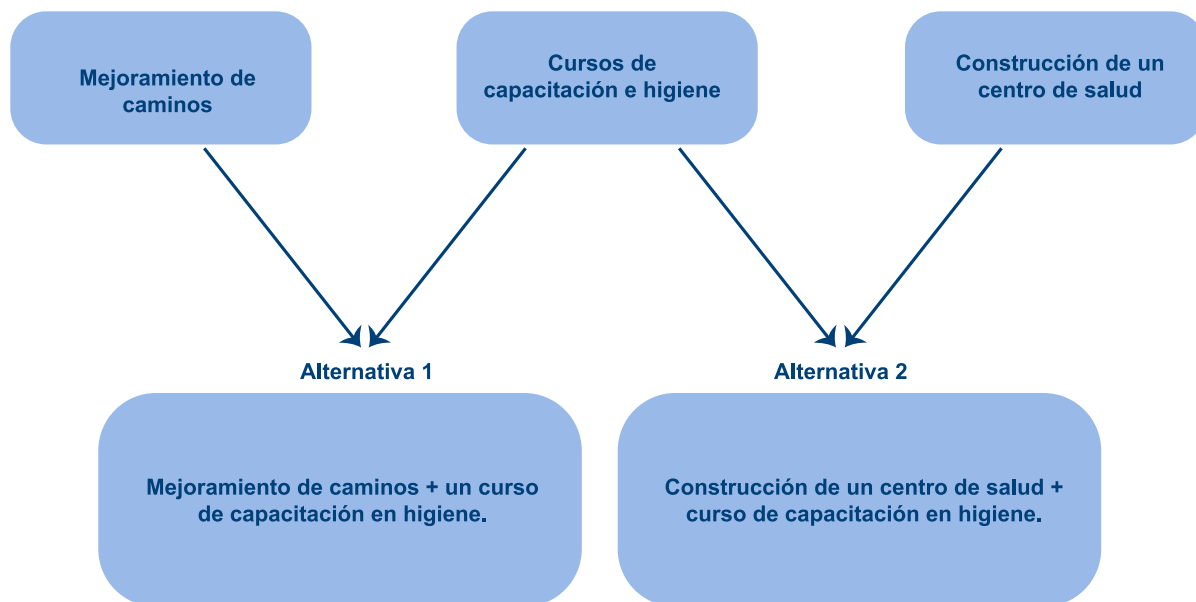 Mejoramiento de
caminos
Cursos de
capacitación e higiene
Construcción de un
centro de salud
Alternativa 1
Mejoramiento de caminos + un curso
de capacitación en higiene.
Alternativa 2
Construcción de un centro de salud +
curso de capacitación en higiene.